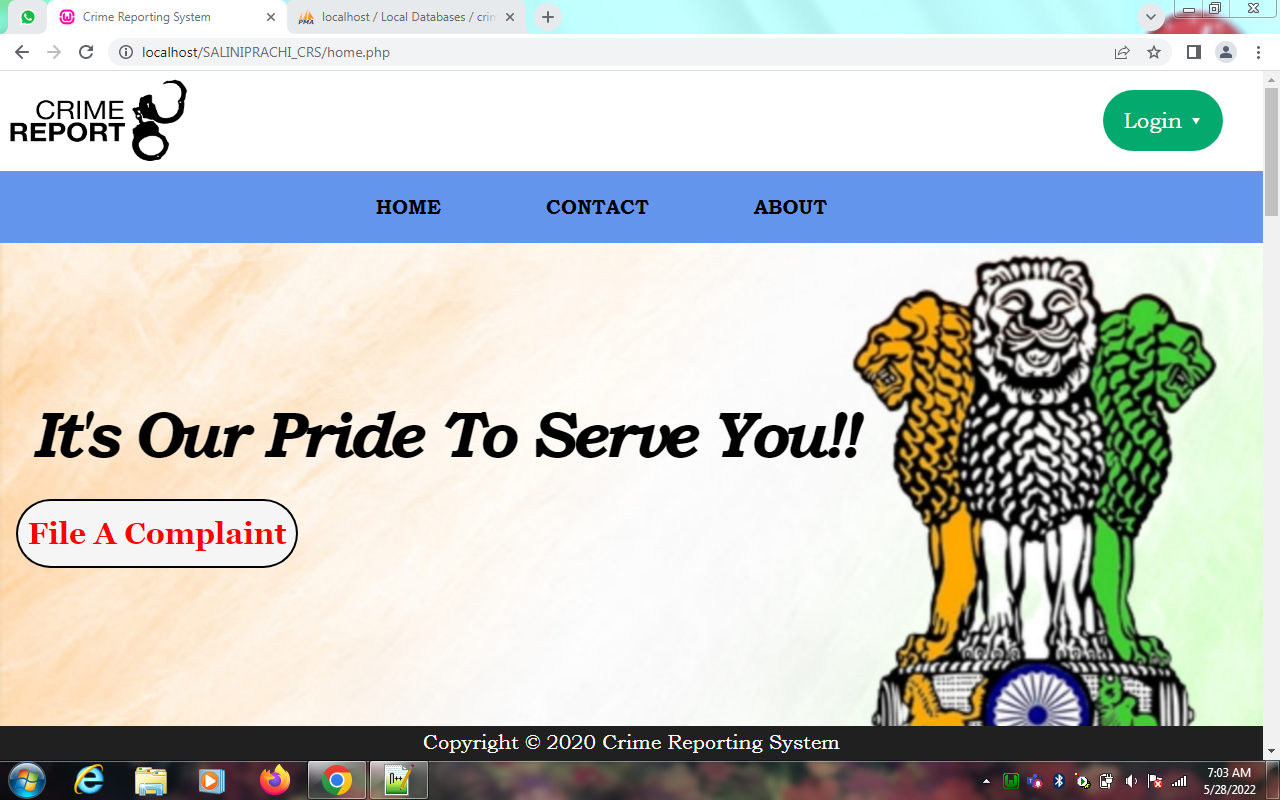 Crime Reporting System
localhost / Local Databases / crim
localhost/SALINIPRACHI_CRS/home.php
CRIME
REPORT
Login
HOME CONTACT ABOUT
It's Our Pride To Serve You!!
File A Complaint
Copyright © 2020 Crime Reporting System
7:03 AM
5/28/2022